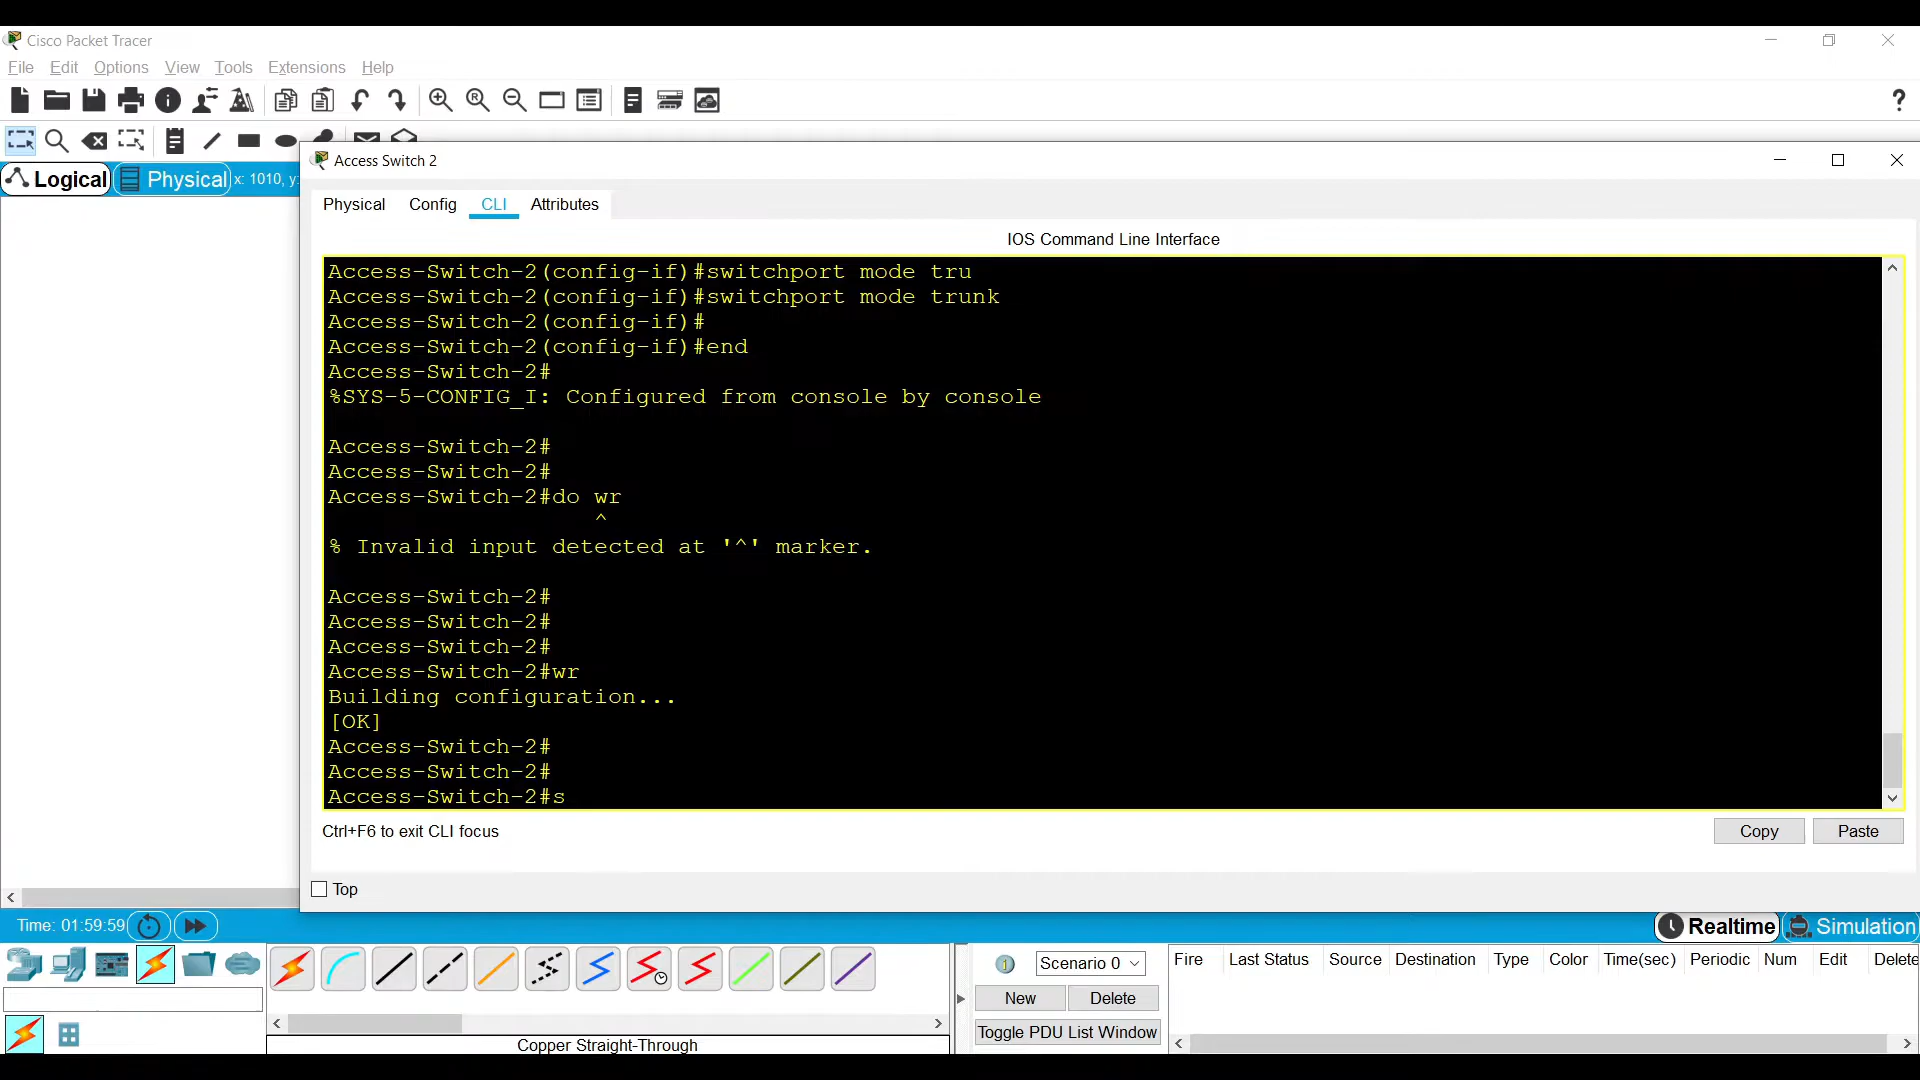 Cisco Packet Tracer
File Edit Options View Tools Extensions Help
?
Access Switch 2
Logical Physical x: 1010, y:
Physical Config CLI Attributes
IOS Command Line Interface
Access-Switch-2(config-if)#switchport mode tru
Access-Switch-2(config-if)#switchport mode trunk
Access-Switch-2(config-if)#
Access-Switch-2(config-if)#end
Access-Switch-2#
%SYS-5-CONFIG_I: Configured from console by console
Access-Switch-2#
Access-Switch-2#
Access-Switch-2#do wr
^
% Invalid input detected at '^' marker.
Access-Switch-2#
Access-Switch-2#
Access-Switch-2#
Access-Switch-2#wr
Building configuration...
[OK]
Access-Switch-2#
Access-Switch-2#
Access-Switch-2#s
Ctrl+F6 to exit CLI focus
Copy Paste
Top
Time: 01:59:59
Realtime Simulation
Scenario 0
Fire Last Status Source Destination Type Color Time(sec) Periodic Num Edit Delete
New Delete
Toggle PDU List Window
Copper Straight-Through